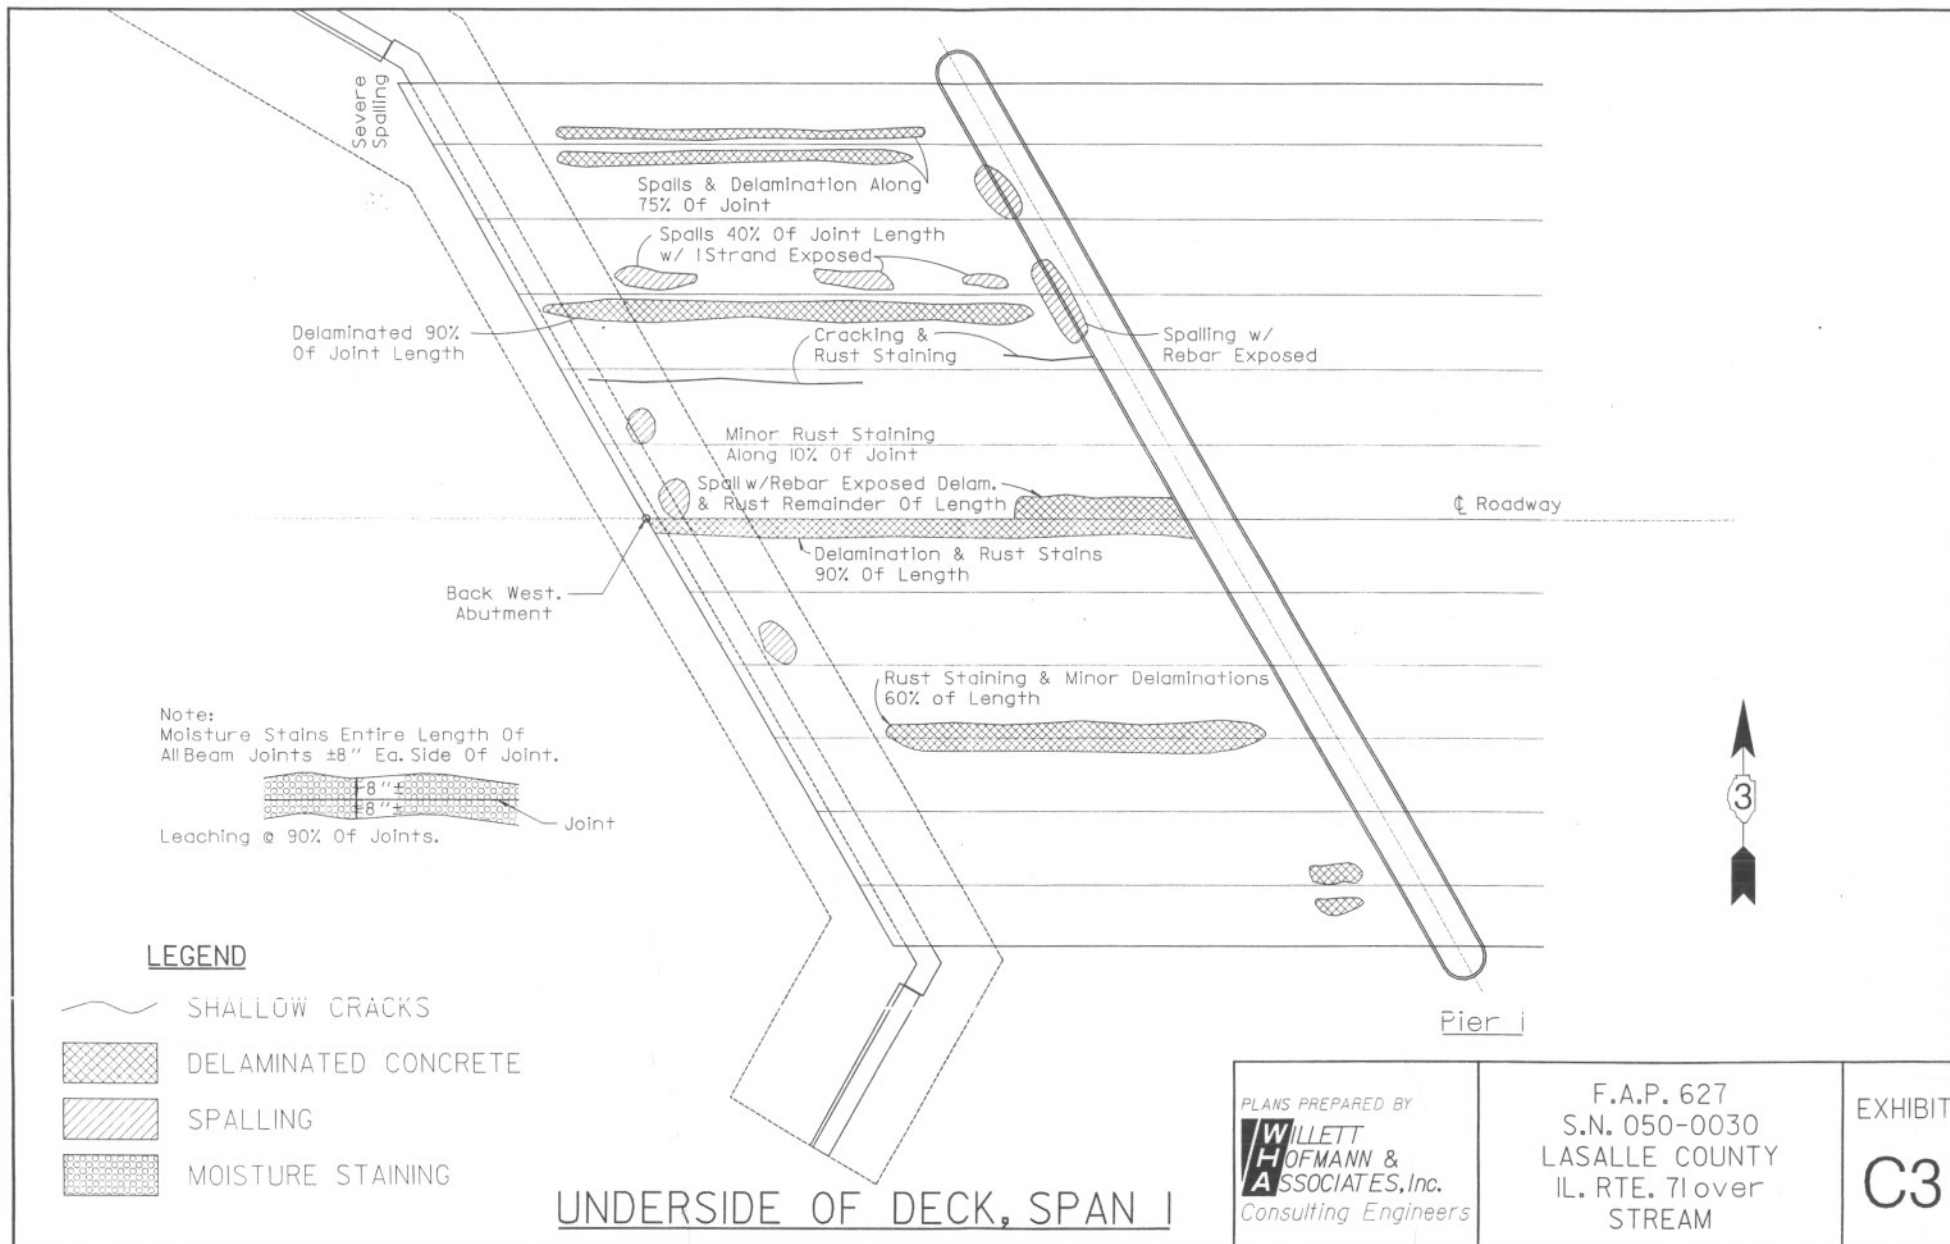 Severe
Spalling
Spalls & Delamination Along
75% Of Joint
Spalls 40% Of Joint Length
w/ 1 Strand Exposed
Delaminated 90%
Of Joint Length
Cracking &
Rust Staining
Spalling w/
Rebar Exposed
Minor Rust Staining
Along 10% Of Joint
Spall w/Rebar Exposed Delam.
& Rust Remainder Of Length
℄ Roadway
Delamination & Rust Stains
90% Of Length
Back West.
Abutment
Rust Staining & Minor Delaminations
60% of Length
Note:
Moisture Stains Entire Length Of
All Beam Joints ±8" Ea. Side Of Joint.
8"±
8"±
Joint
Leaching @ 90% Of Joints.
3
LEGEND
SHALLOW CRACKS
DELAMINATED CONCRETE
SPALLING
MOISTURE STAINING
Pier 1
UNDERSIDE OF DECK, SPAN 1
PLANS PREPARED BY
WILLETT
HOFMANN &
ASSOCIATES, Inc.
Consulting Engineers
F.A.P. 627
S.N. 050-0030
LASALLE COUNTY
IL. RTE. 71 over
STREAM
EXHIBIT
C3